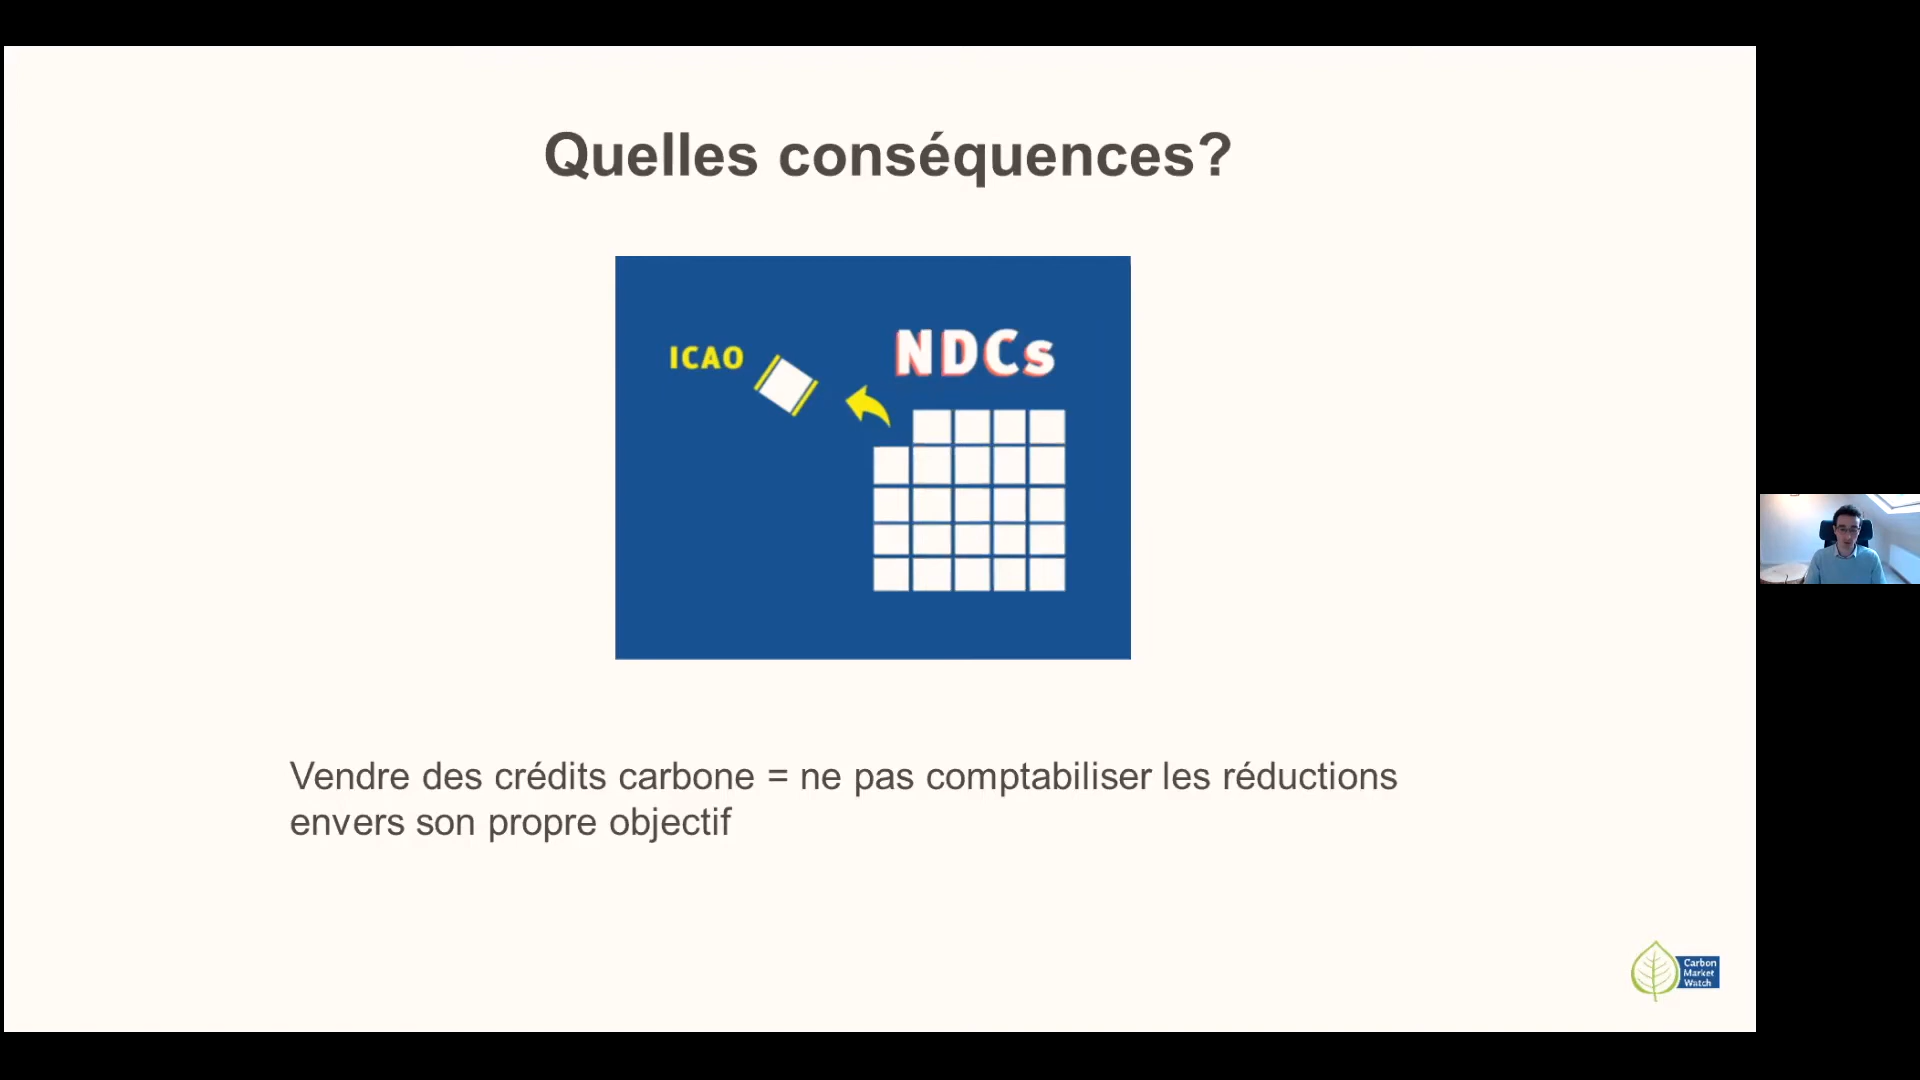 Quelles conséquences?
ICAO
NDCs
Vendre des crédits carbone = ne pas comptabiliser les réductions
envers son propre objectif
Carbon
Market
Watch